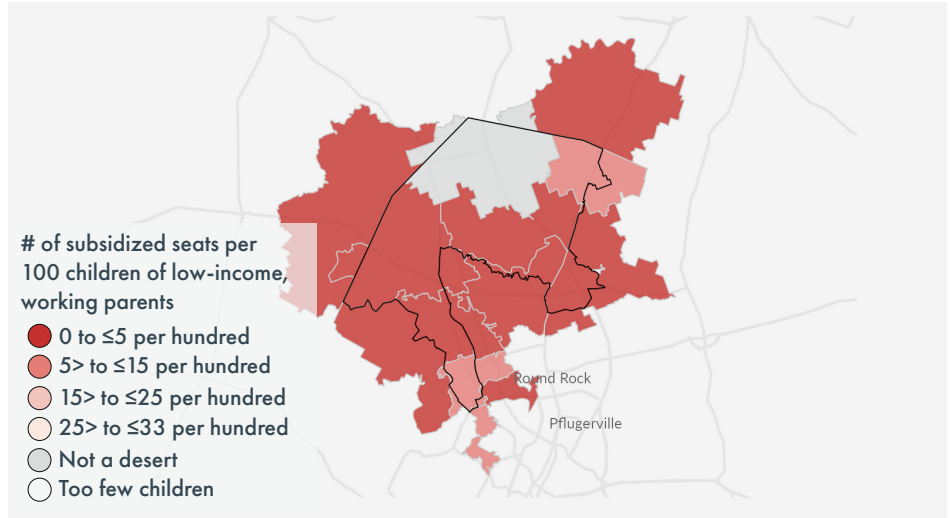 # of subsidized seats per
100 children of low-income,
working parents
0 to ≤5 per hundred
5> to ≤15 per hundred
15> to ≤25 per hundred
25> to ≤33 per hundred
Not a desert
Too few children
Round Rock
Pflugerville